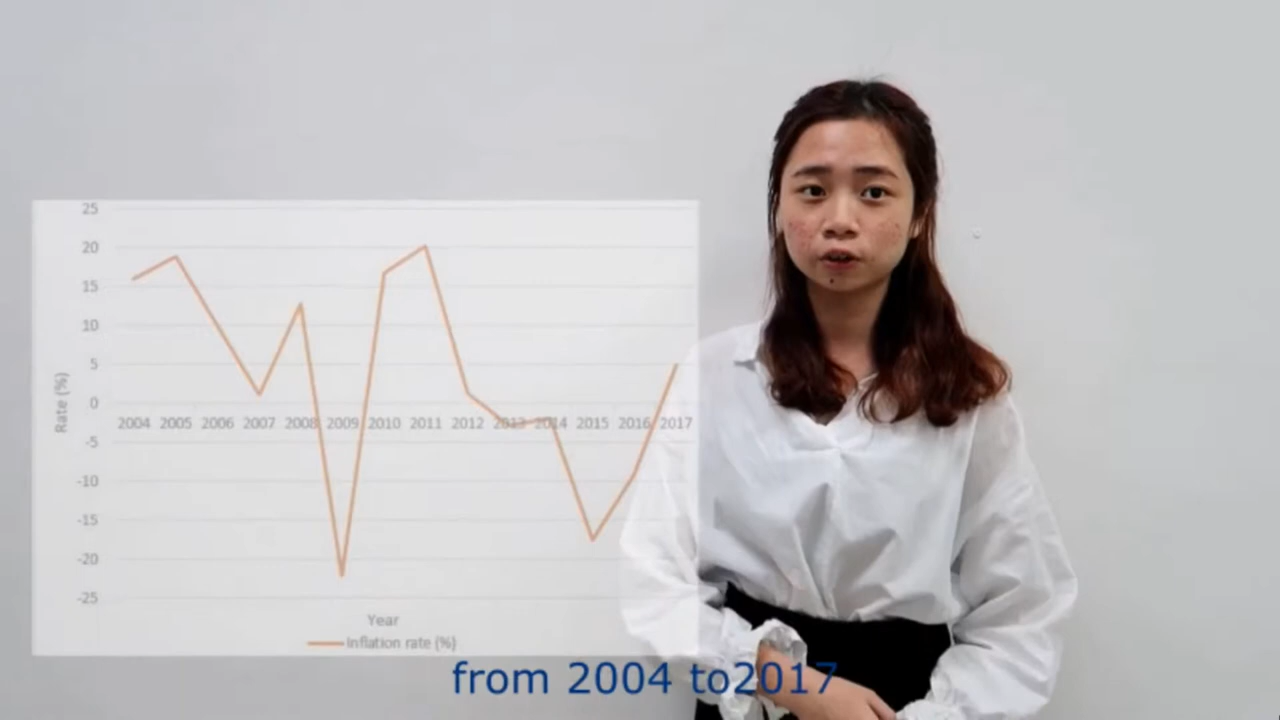 25
20
15
10
5
0
-5
-10
-15
-20
-25
Rate (%)
2004 2005 2006 2007 2008 2009 2010 2011 2012 2013 2014 2015 2016 2017
Year
Inflation rate (%)
from 2004 to2017